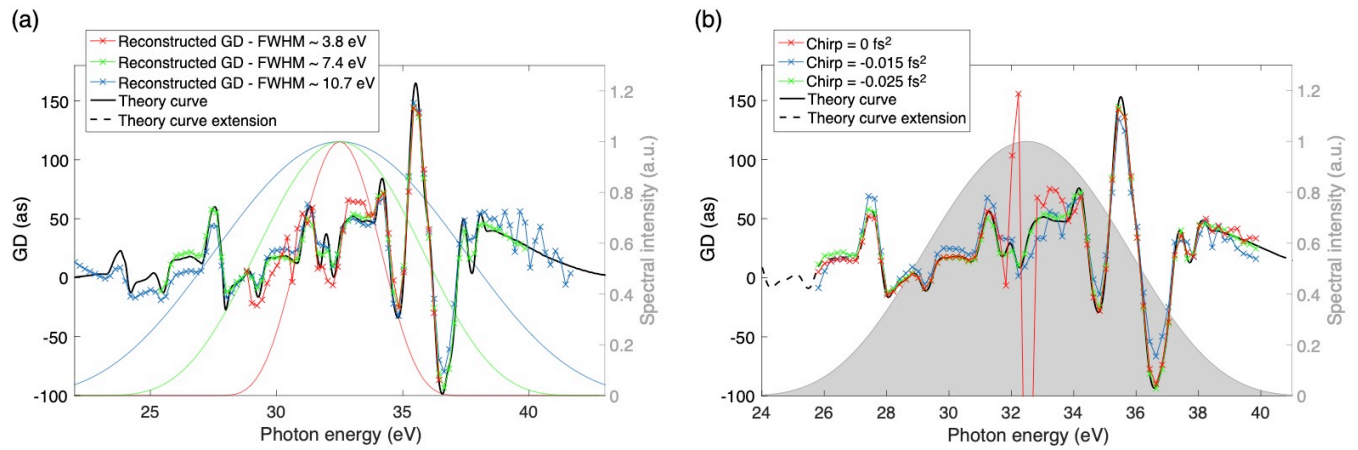 (a)
Reconstructed GD - FWHM ~ 3.8 eV
Reconstructed GD - FWHM ~ 7.4 eV
Reconstructed GD - FWHM ~ 10.7 eV
Theory curve
Theory curve extension
150
100
50
0
-50
-100
GD (as)
25
30
35
40
Photon energy (eV)
1.2
1
0.8
0.6
0.4
0.2
0
Spectral intensity (a.u.)
(b)
Chirp = 0 fs²
Chirp = -0.015 fs²
Chirp = -0.025 fs²
Theory curve
Theory curve extension
150
100
50
0
-50
-100
GD (as)
24
26
28
30
32
34
36
38
40
Photon energy (eV)
1.2
1
0.8
0.6
0.4
0.2
0
Spectral intensity (a.u.)